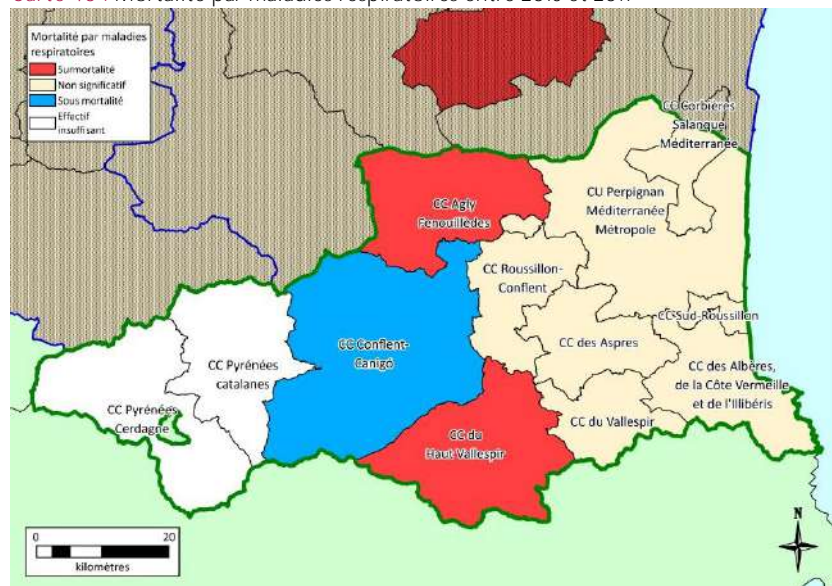 Mortalité par maladies
respiratoires
Surmortalité
Non significatif
Sous mortalité
Effectif
insuffisant
CC Corbières
Salanque
Méditerranée
CU Perpignan
Méditerranée
Métropole
CC Agly
Fenouilledes
CC Roussillon-
Conflent
CC Sud-Roussillon
CC Conflent-
Canigó
CC des Aspres
CC Pyrénées
catalanes
CC des Albères,
de la Côte Vermeille
et de l'Illibéris
CC Pyrénées
Cerdagne
CC du Vallespir
CC du
Haut Vallespir
N
0 20
kilomètres